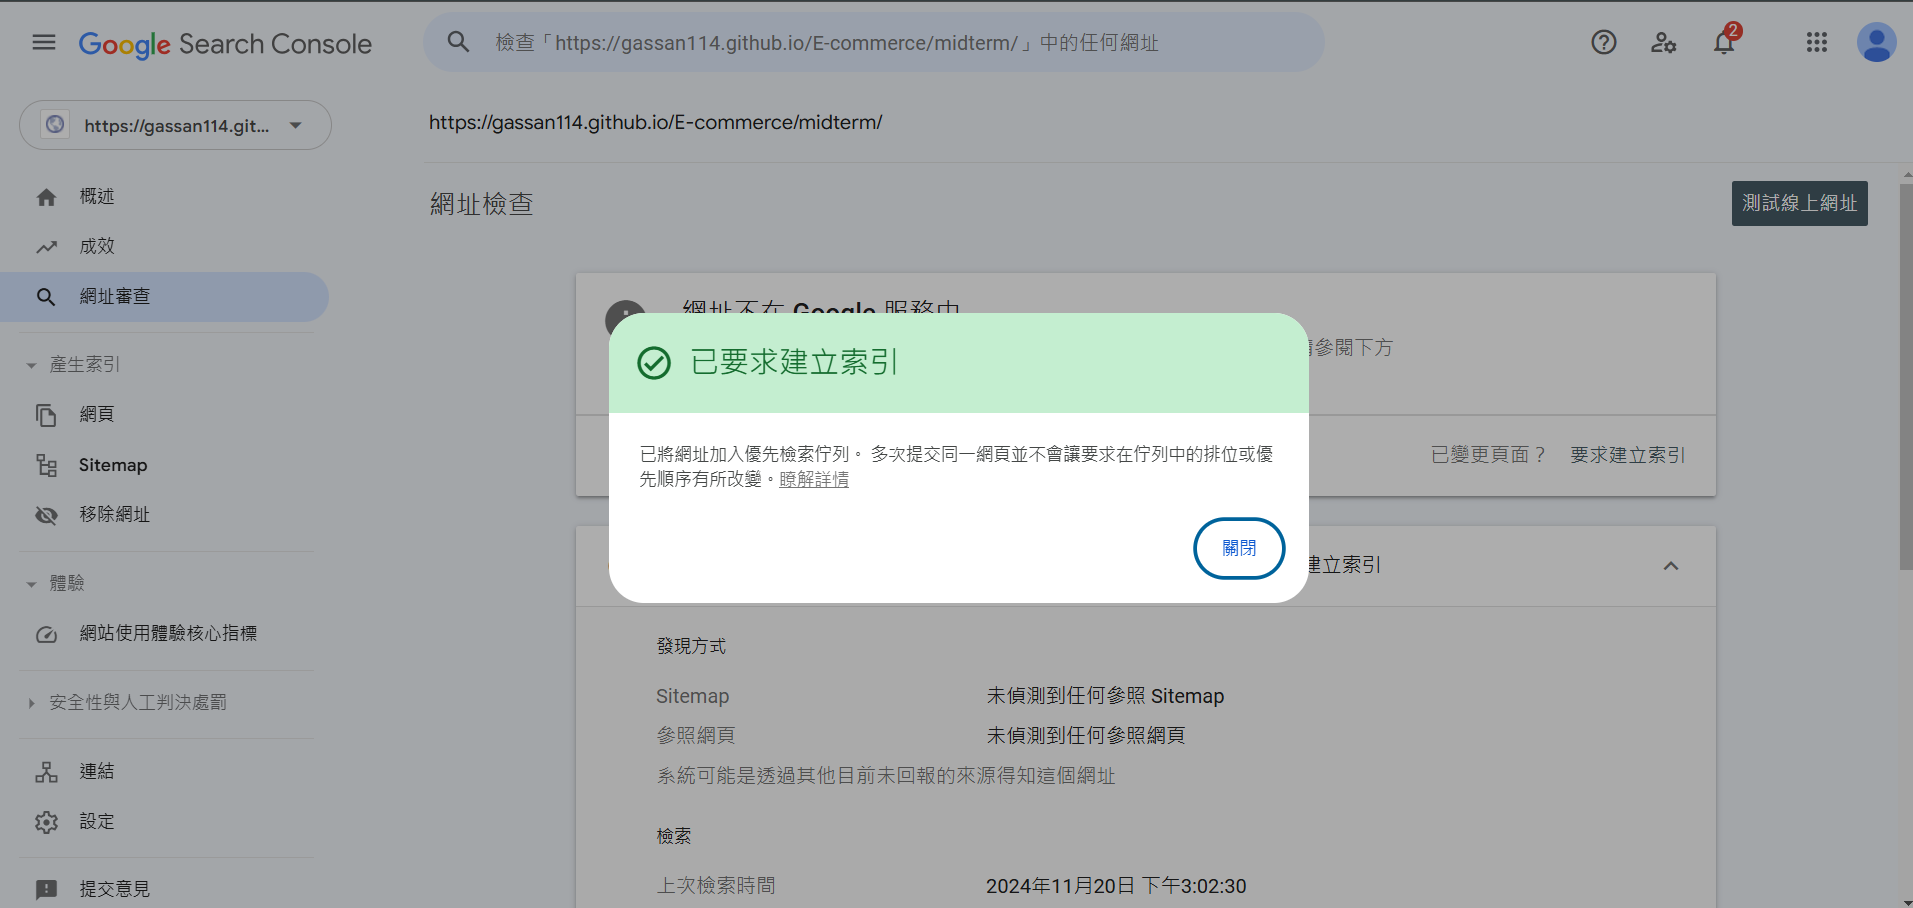 Google Search Console
檢查「https://gassan114.github.io/E-commerce/midterm/」中的任何網址
2
https://gassan114.git...
https://gassan114.github.io/E-commerce/midterm/
概述
網址檢查
測試線上網址
成效
網址審查
網址不在 Google 服務中
參閱下方
產生索引
已要求建立索引
網頁
已將網址加入優先檢索佇列。 多次提交同一網頁並不會讓要求在佇列中的排位或優
先順序有所改變。瞭解詳情
已變更頁面？ 要求建立索引
Sitemap
移除網址
關閉
建立索引
體驗
網站使用體驗核心指標
發現方式
Sitemap 未偵測到任何參照 Sitemap
安全性與人工判決處罰
參照網頁 未偵測到任何參照網頁
系統可能是透過其他目前未回報的來源得知這個網址
連結
設定
檢索
提交意見
上次檢索時間 2024年11月20日 下午3:02:30